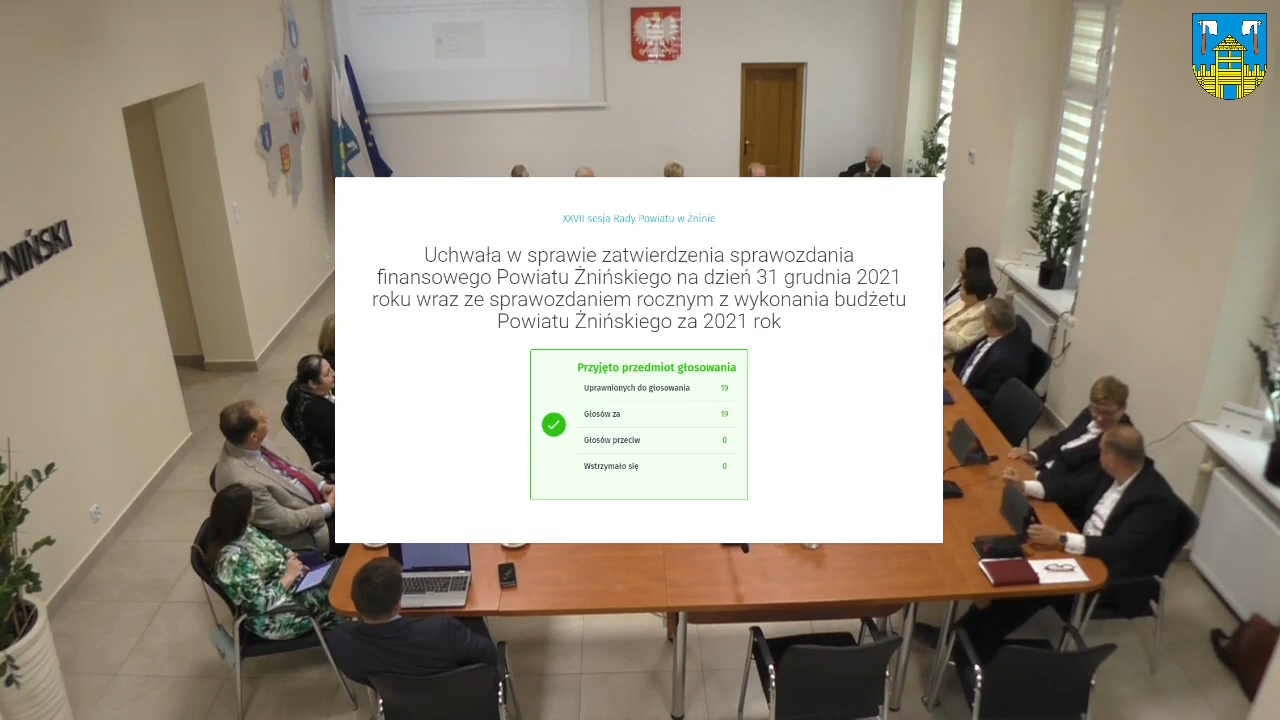 XXVII sesja Rady Powiatu w Żninie
Uchwała w sprawie zatwierdzenia sprawozdania
finansowego Powiatu Żnińskiego na dzień 31 grudnia 2021
roku wraz ze sprawozdaniem rocznym z wykonania budżetu
Powiatu Żnińskiego za 2021 rok
Przyjęto przedmiot głosowania
Uprawnionych do głosowania 19
Głosów za 19
Głosów przeciw 0
Wstrzymało się 0
ŻNIŃSKI